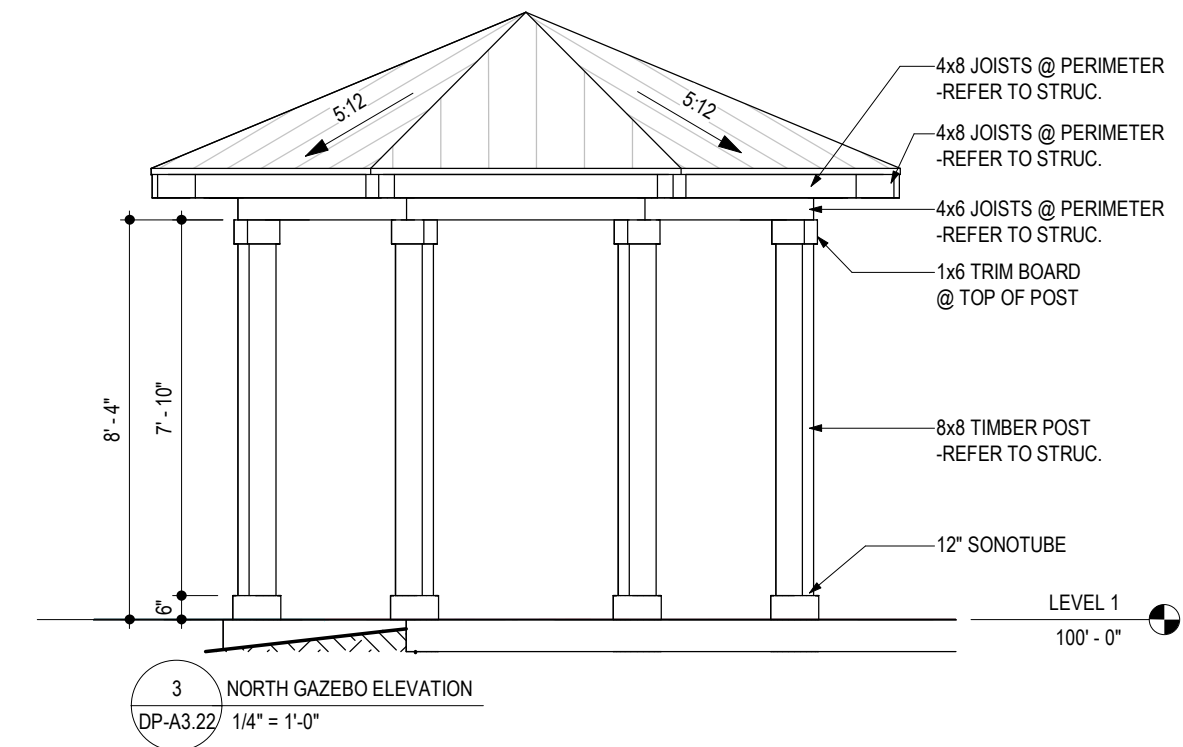 5:12
5:12
4x8 JOISTS @ PERIMETER
-REFER TO STRUC.
4x8 JOISTS @ PERIMETER
-REFER TO STRUC.
4x6 JOISTS @ PERIMETER
-REFER TO STRUC.
1x6 TRIM BOARD
@ TOP OF POST
8' - 4"
7' - 10"
8x8 TIMBER POST
-REFER TO STRUC.
12" SONOTUBE
6"
LEVEL 1
100' - 0"
3
NORTH GAZEBO ELEVATION
DP-A3.22
1/4" = 1'-0"